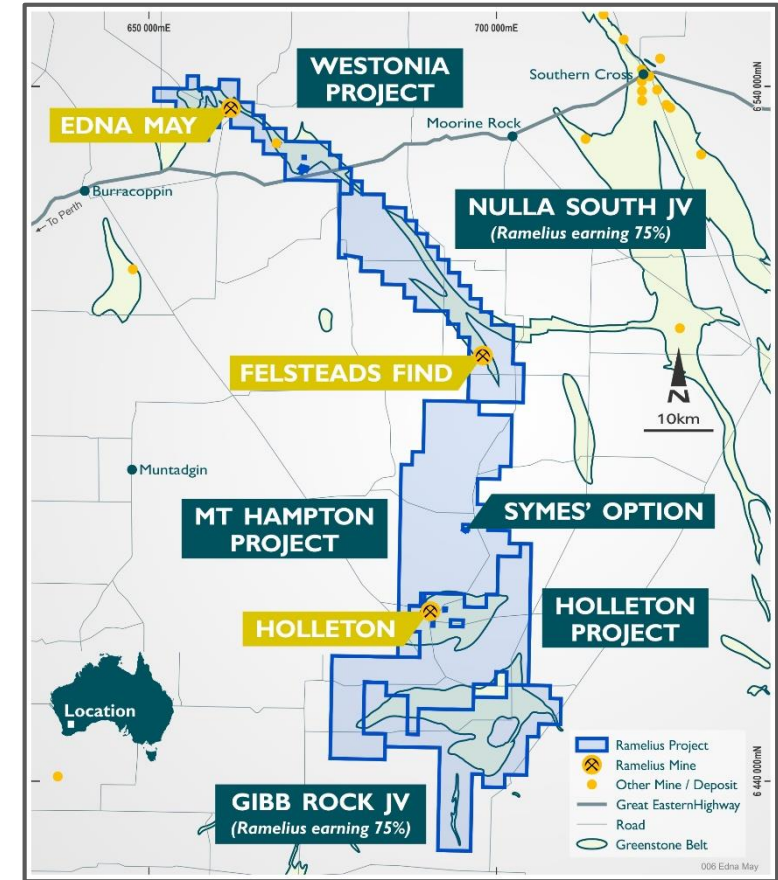 650 000mE
700 000mE
WESTONIA
PROJECT
Southern Cross
6 540 000mN
EDNA MAY
Moorine Rock
Burracoppin
To Perth
NULLA SOUTH JV
(Ramelius earning 75%)
FELSTEADS FIND
N
10km
Muntadgin
MT HAMPTON
PROJECT
SYMES' OPTION
HOLLETON
HOLLETON
PROJECT
Location
GIBB ROCK JV
(Ramelius earning 75%)
Ramelius Project
Ramelius Mine
Other Mine / Deposit
Great EasternHighway
Road
Greenstone Belt
6 440 000mN
006 Edna May